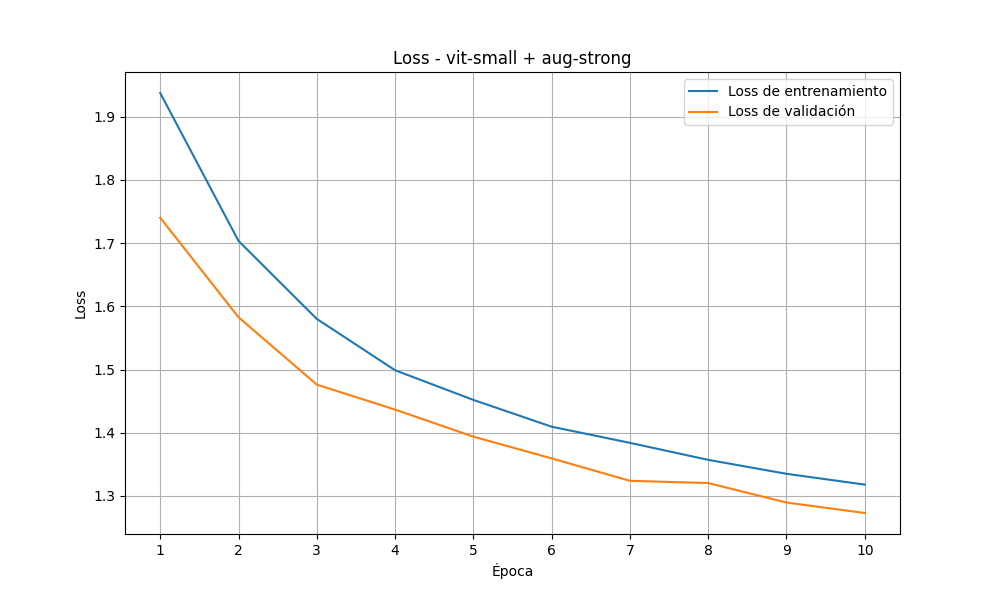 Loss - vit-small + aug-strong
Loss de entrenamiento
Loss de validación
Loss
1.9
1.8
1.7
1.6
1.5
1.4
1.3
1 2 3 4 5 6 7 8 9 10
Época